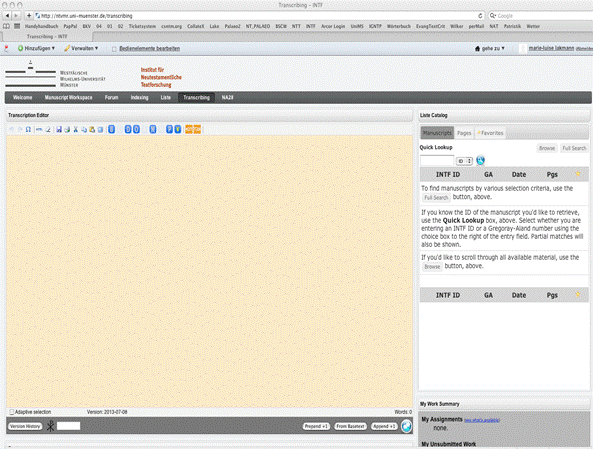 Transcribing - INTF
http://ntvmr.uni-muenster.de/transcribing
Google
Handyhandbuch PapPal BKV 04 01 02 Ticketsystem contm.org CollateX Lake Palaeo2 NT_PALAEO BSCW NTT INTF Arcor Login UniMS IGNTP Wörterbuch EvangTextCrit Wilker perMail NAT Patristik Wetter
Transcribing - INTF
Hinzufügen Verwalten Bedienelemente bearbeiten gehe zu marie-luise.lakmann
WESTFÄLISCHE
WILHELMS-UNIVERSITÄT
MÜNSTER
Institut für
Neutestamentliche
Textforschung
Welcome Manuscript Workspace Forum Indexing Liste Transcribing NA28
Transcription Editor
Liste Catalog
Manuscripts Pages Favorites
Quick Lookup Browse Full Search
ID
INTF ID GA Date Pgs
To find manuscripts by various selection criteria, use the
Full Search button, above.
If you know the ID of the manuscript you'd like to retrieve,
use the Quick Lookup box, above. Select whether you are
entering an INTF ID or a Gregoray-Aland number using the
choice box to the right of the entry field. Partial matches will
also be shown.
If you'd like to scroll through all available material, use the
Browse button, above.
INTF ID GA Date Pgs
My Work Summary
Adaptive selection Version: 2013-07-08 Words: 0
Version History Prepend +1 From Basetext Append +1
My Assignments (see what's available)
none.
My Unsubmitted Work